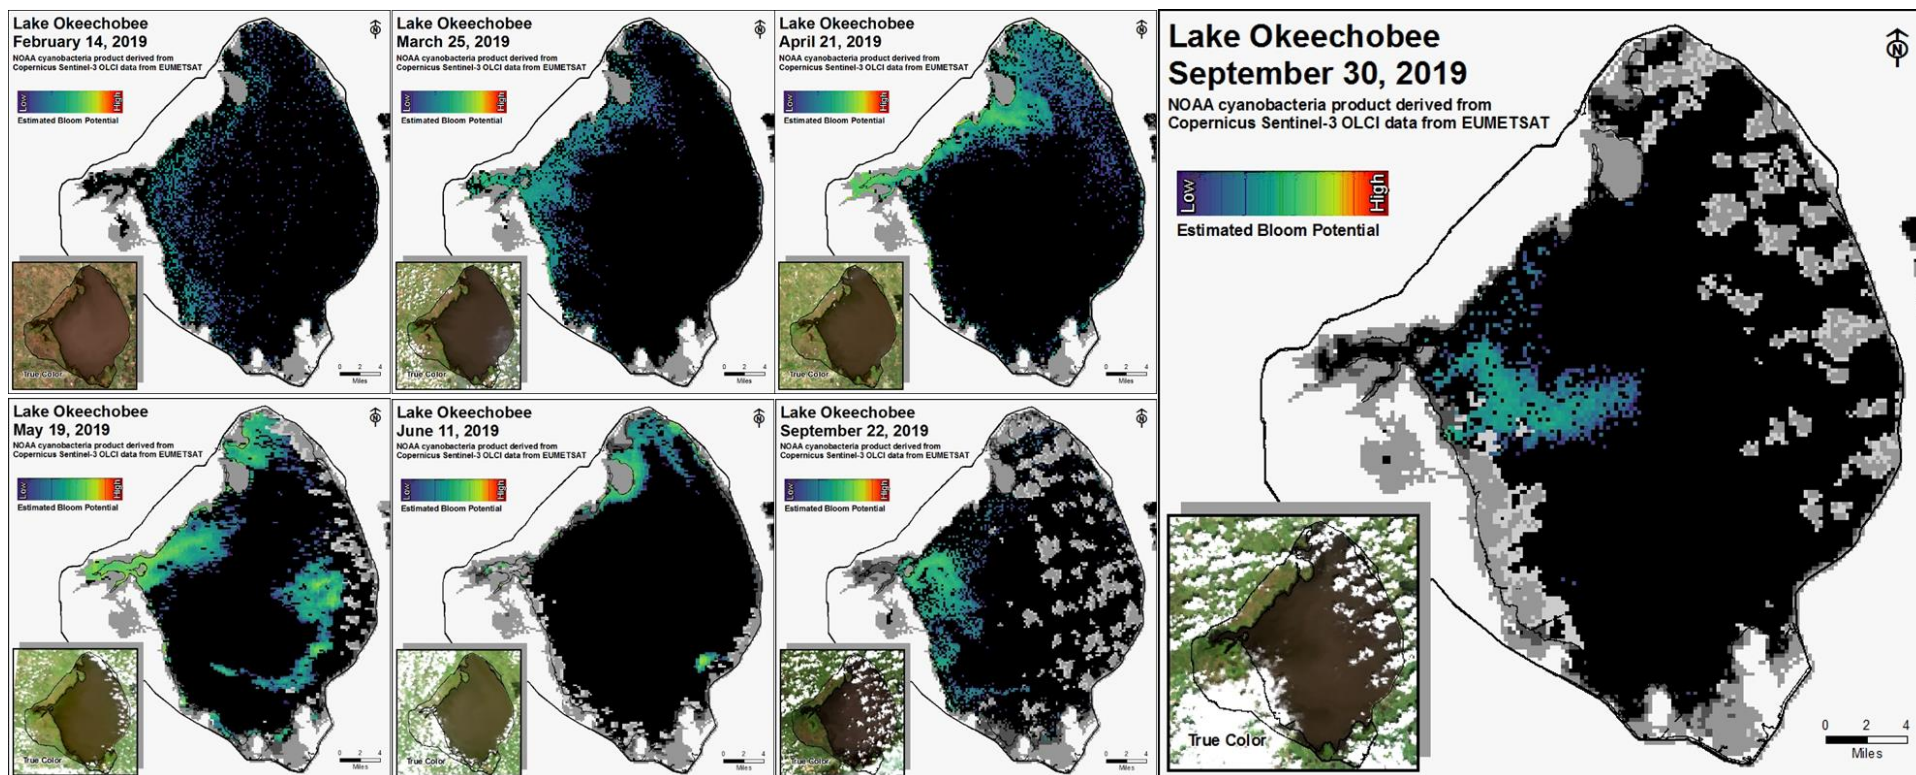 Lake Okeechobee
February 14, 2019
NOAA cyanobacteria product derived from
Copernicus Sentinel-3 OLCI data from EUMETSAT
Low
High
Estimated Bloom Potential
N
True Color
0 2 4
Miles
Lake Okeechobee
March 25, 2019
NOAA cyanobacteria product derived from
Copernicus Sentinel-3 OLCI data from EUMETSAT
Low
High
Estimated Bloom Potential
N
True Color
0 2 4
Miles
Lake Okeechobee
April 21, 2019
NOAA cyanobacteria product derived from
Copernicus Sentinel-3 OLCI data from EUMETSAT
Low
High
Estimated Bloom Potential
N
True Color
0 2 4
Miles
Lake Okeechobee
May 19, 2019
NOAA cyanobacteria product derived from
Copernicus Sentinel-3 OLCI data from EUMETSAT
Low
High
Estimated Bloom Potential
N
True Color
0 2 4
Miles
Lake Okeechobee
June 11, 2019
NOAA cyanobacteria product derived from
Copernicus Sentinel-3 OLCI data from EUMETSAT
Low
High
Estimated Bloom Potential
N
True Color
0 2 4
Miles
Lake Okeechobee
September 22, 2019
NOAA cyanobacteria product derived from
Copernicus Sentinel-3 OLCI data from EUMETSAT
Low
High
Estimated Bloom Potential
N
True Color
0 2 4
Miles
Lake Okeechobee
September 30, 2019
NOAA cyanobacteria product derived from
Copernicus Sentinel-3 OLCI data from EUMETSAT
Low
High
Estimated Bloom Potential
N
True Color
0 2 4
Miles